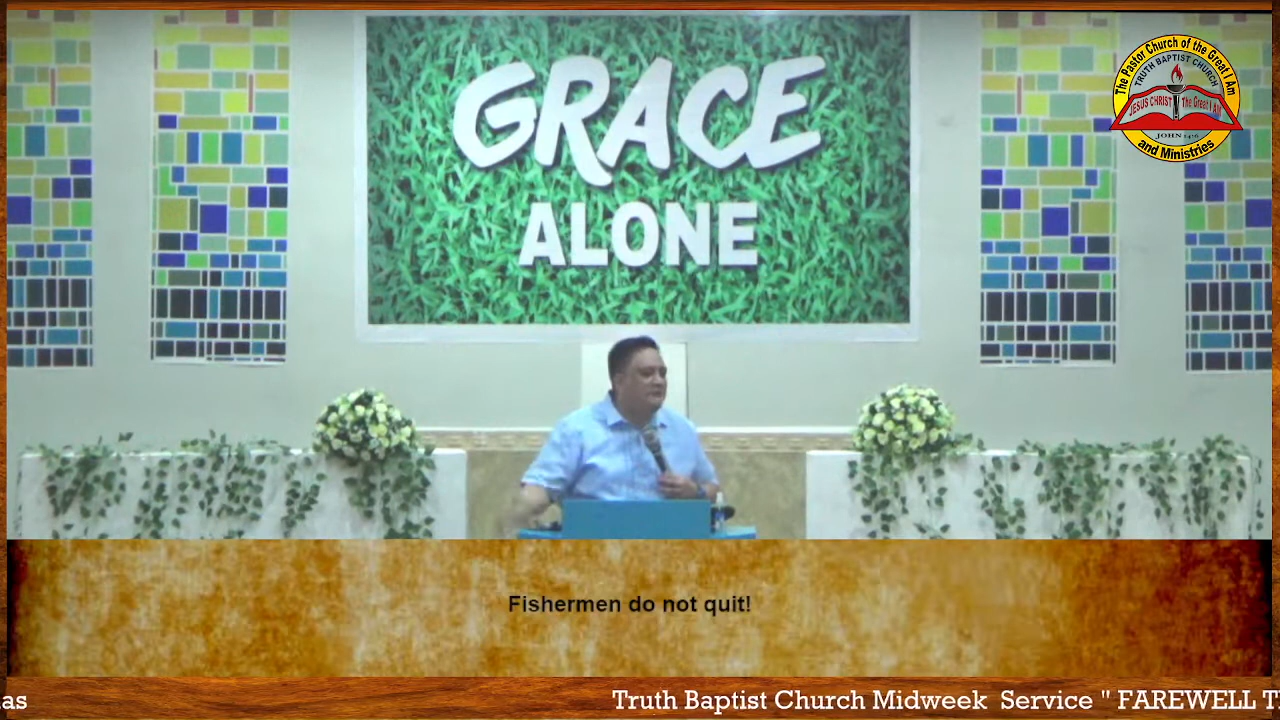 GRACE
ALONE
The Pastor Church of the Great I Am
TRUTH BAPTIST CHURCH
JESUS CHRIST The Great I AM
and Ministries
Fishermen do not quit!
as
Truth Baptist Church Midweek Service " FAREWELL T